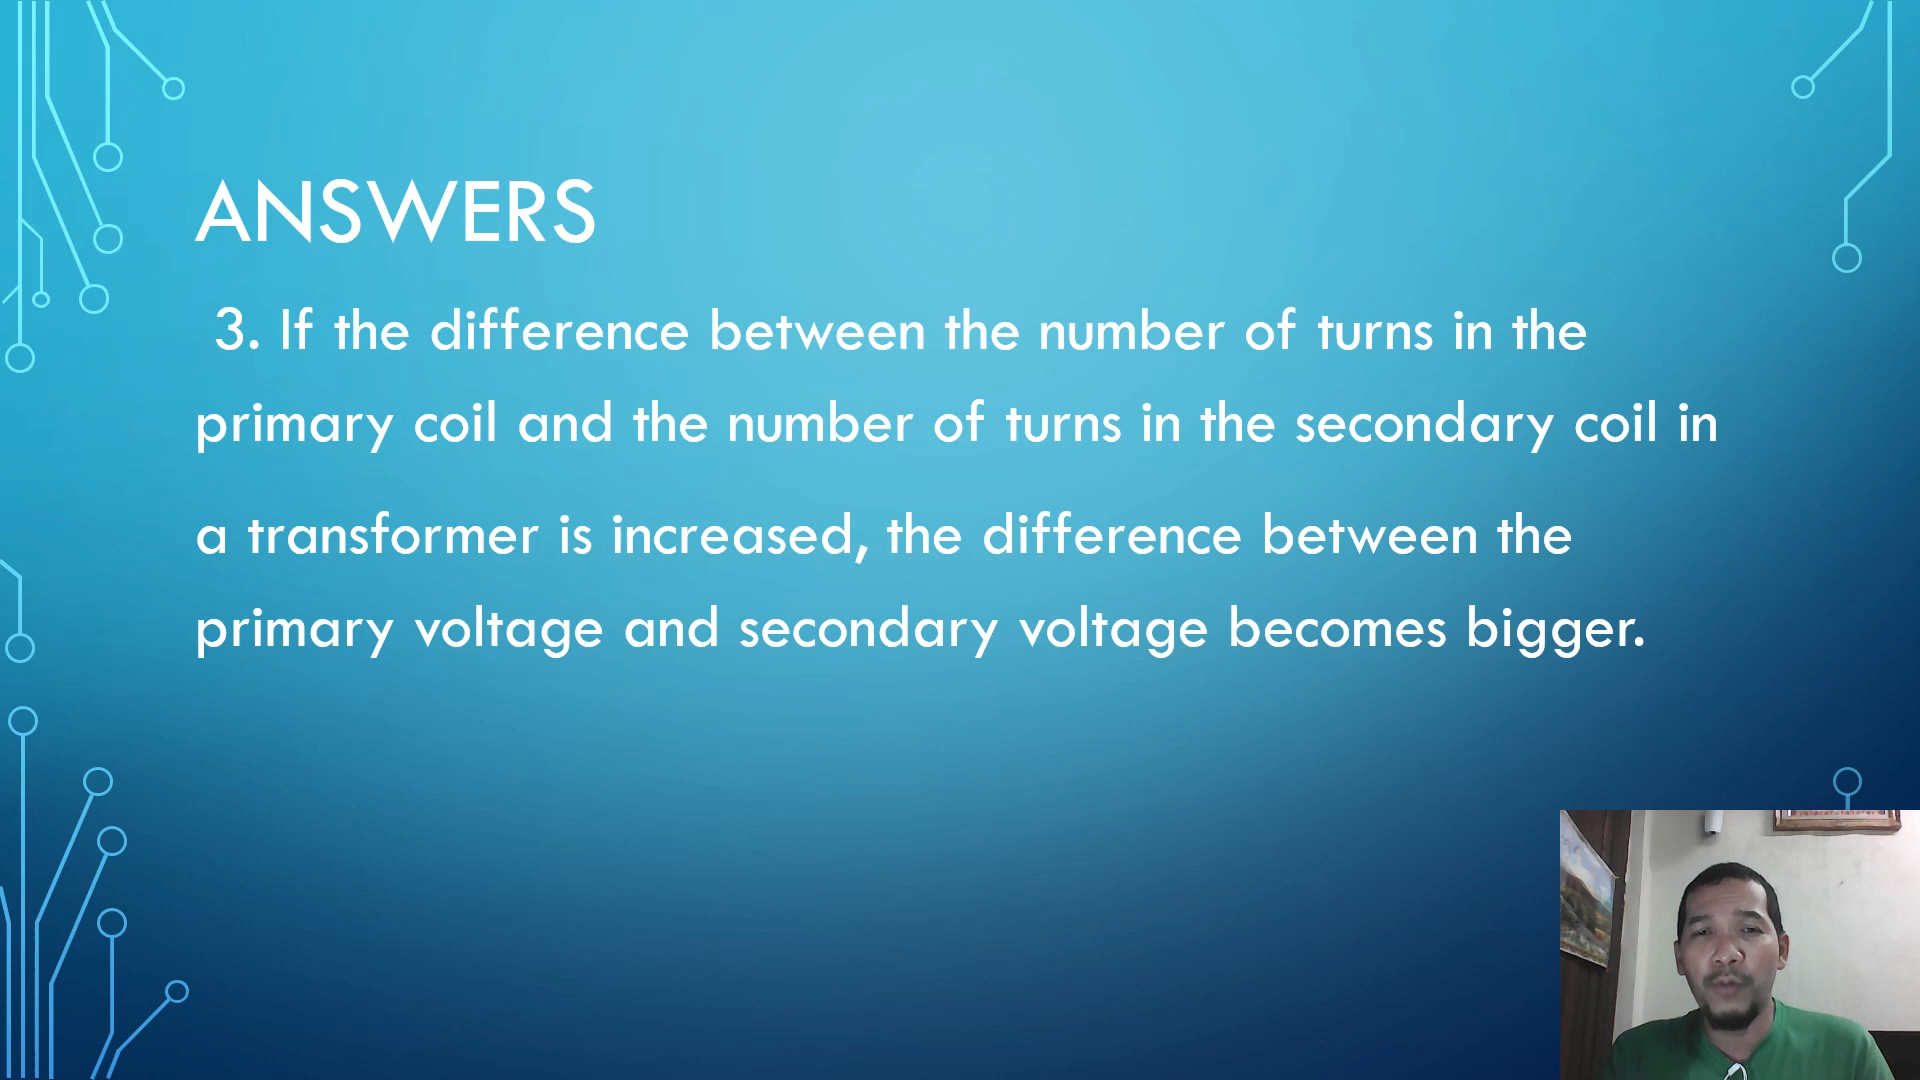 ANSWERS
3. If the difference between the number of turns in the
primary coil and the number of turns in the secondary coil in
a transformer is increased, the difference between the
primary voltage and secondary voltage becomes bigger.